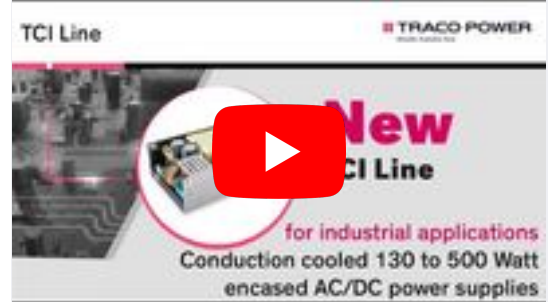 TCI Line
TRACO POWER
New
CI Line
for industrial applications
Conduction cooled 130 to 500 Watt
encased AC/DC power supplies